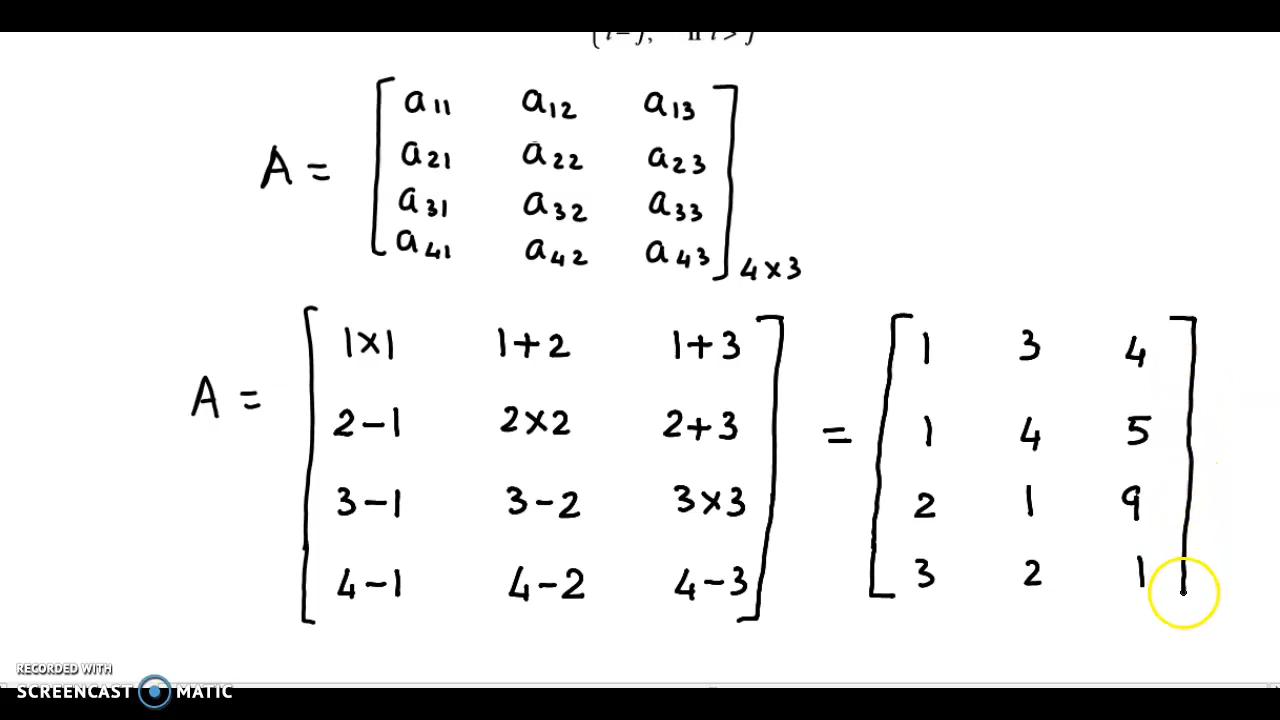 i − j, if i > j
a11 a12 a13
A = a21 a22 a23
a31 a32 a33
a41 a42 a43 4×3
1×1 1+2 1+3 1 3 4
A = 2−1 2×2 2+3 = 1 4 5
3−1 3−2 3×3 2 1 9
4−1 4−2 4−3 3 2 1
RECORDED WITH
SCREENCAST MATIC